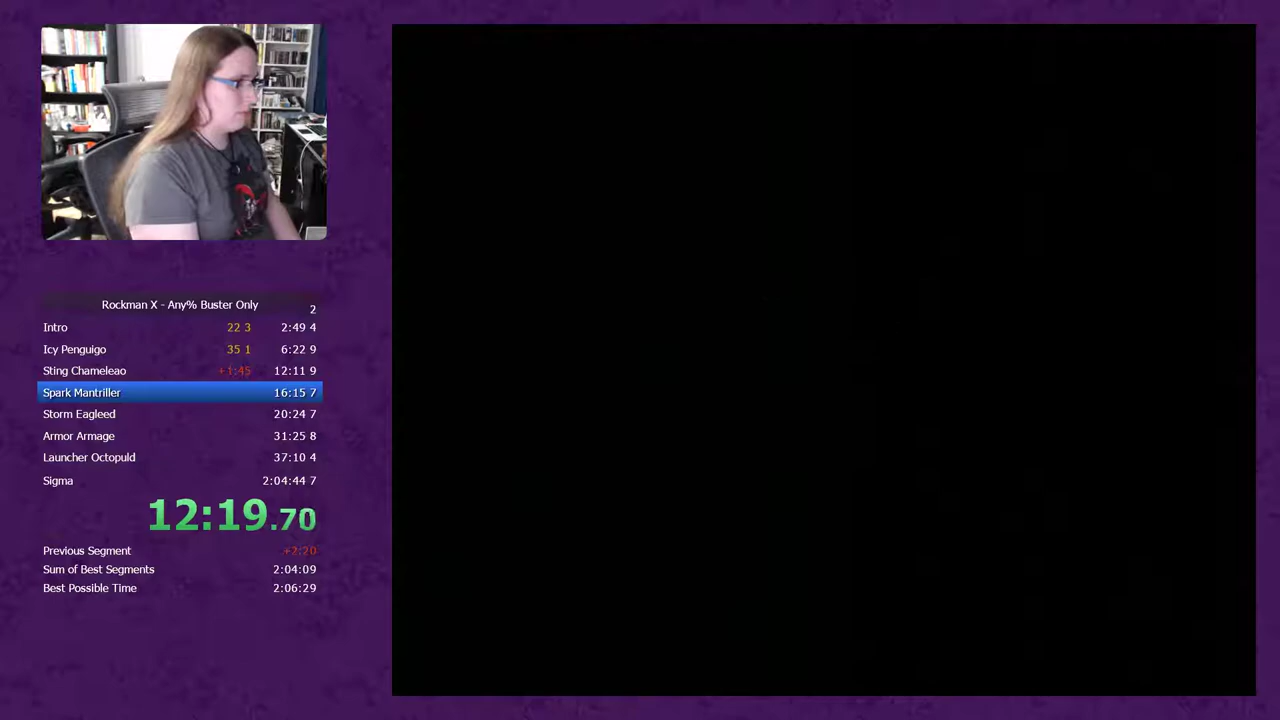 Rockman X - Any% Buster Only
2
Intro 22 3 2:49 4
Icy Penguigo 35 1 6:22 9
Sting Chameleao +1:45 12:11 9
Spark Mantriller 16:15 7
Storm Eagleed 20:24 7
Armor Armage 31:25 8
Launcher Octopuld 37:10 4
Sigma 2:04:44 7
12:19.70
Previous Segment +2:20
Sum of Best Segments 2:04:09
Best Possible Time 2:06:29